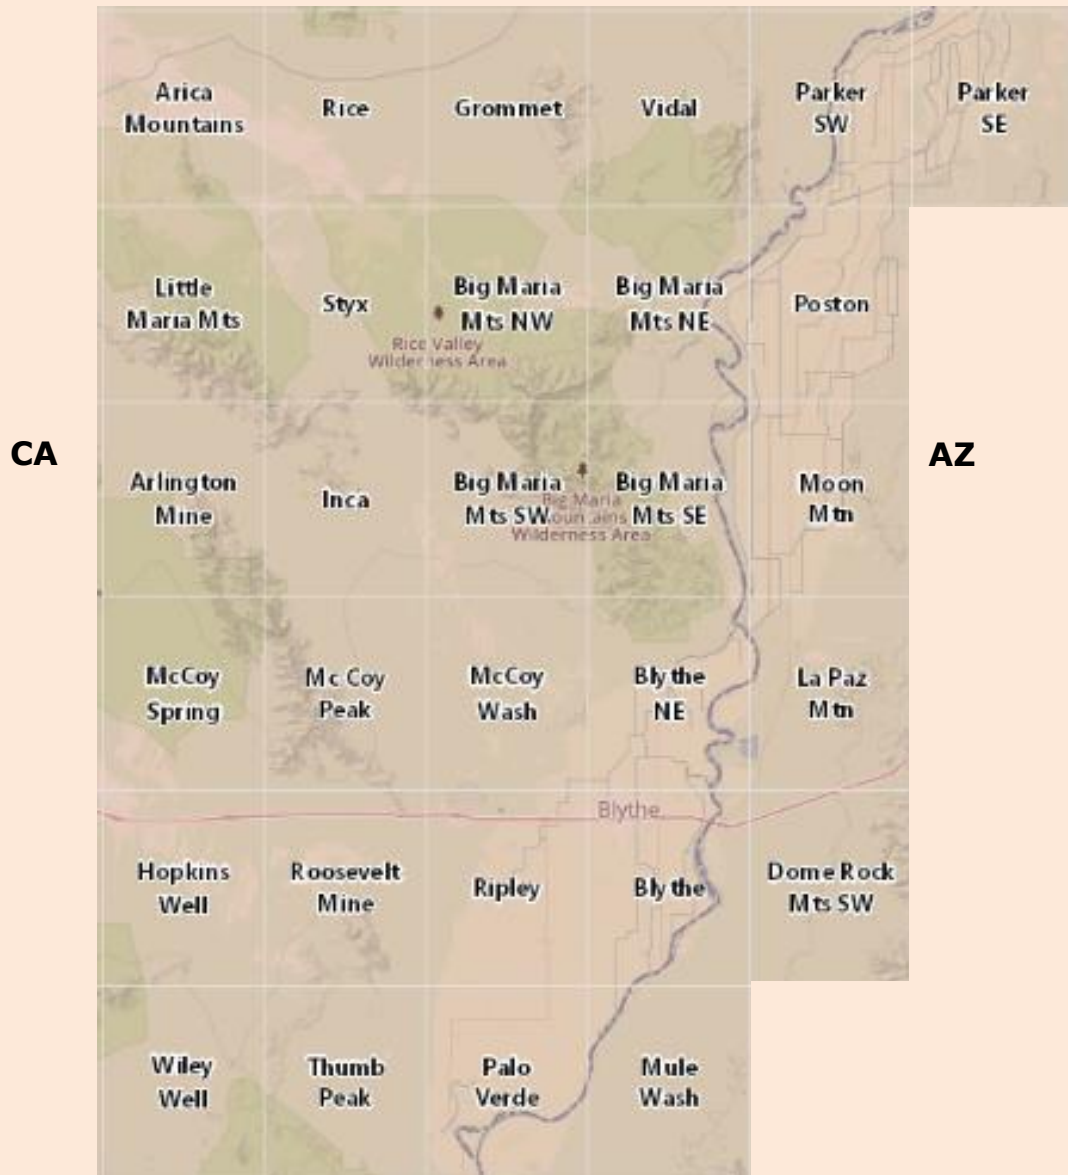 Arica
Mountains
Rice
Grommet
Vidal
Parker
SW
Parker
SE
Little
Maria Mts
Styx
Big Maria
Mts NW
Big Maria
Mts NE
Poston
Rice Valley
Wilderness Area
CA
AZ
Arlington
Mine
Inca
Big Maria
Mts SW
Big Maria
Mts SE
Moon
Mtn
Big Maria
Mountains
Wilderness Area
McCoy
Spring
Mc Coy
Peak
McCoy
Wash
Blythe
NE
La Paz
Mtn
Blythe
Hopkins
Well
Roosevelt
Mine
Ripley
Blythe
Dome Rock
Mts SW
Wiley
Well
Thumb
Peak
Palo
Verde
Mule
Wash